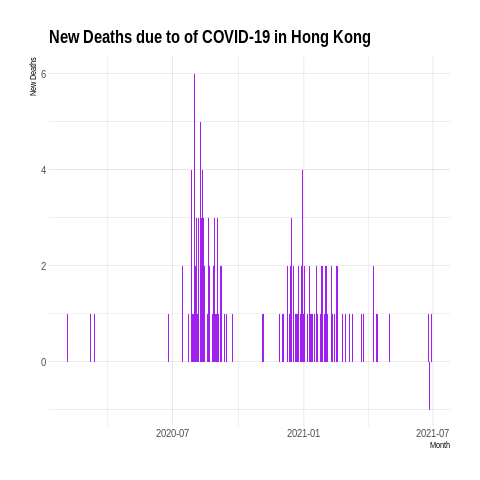 New Deaths due to of COVID-19 in Hong Kong
New Deaths
6
4
2
0
2020-07
2021-01
2021-07
Month